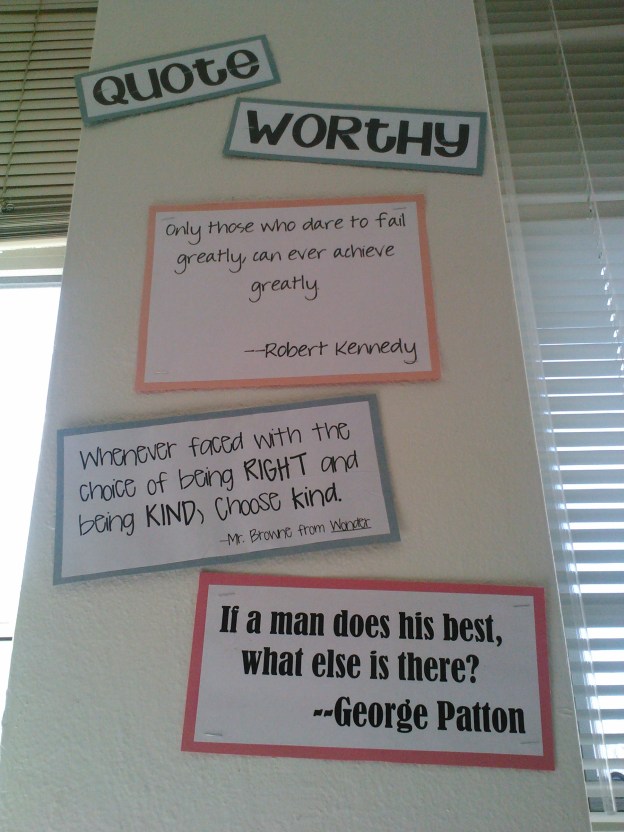 QUOTE
WORTHY
Only those who dare to fail
greatly, can ever achieve
greatly.
---Robert Kennedy
Whenever faced with the
choice of being RIGHT and
being KIND, Choose kind.
-Mr. Browne from Wonder
If a man does his best,
what else is there?
--George Patton